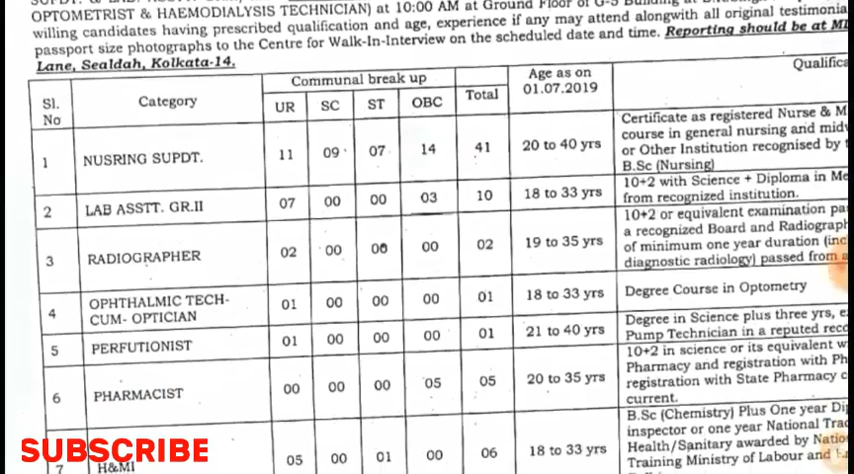 OPTOMETRIST & HAEMODIALYSIS TECHNICIAN) at 10:00 AM at Ground Floor of G-5 Building at
willing candidates having prescribed qualification and age, experience if any may attend alongwith all original testimonia
passport size photographs to the Centre for Walk-In-Interview on the scheduled date and time. Reporting should be at M
Lane, Sealdah, Kolkata-14.
Sl. No Category Communal break up Total Age as on 01.07.2019 Qualifica
UR SC ST OBC
1 NUSRING SUPDT. 11 09 07 14 41 20 to 40 yrs
Certificate as registered Nurse & M
course in general nursing and midw
or Other Institution recognised by
B.Sc (Nursing)
2 LAB ASSTT. GR.II 07 00 00 03 10 18 to 33 yrs
10+2 with Science + Diploma in Me
from recognized institution.
3 RADIOGRAPHER 02 00 00 00 02 19 to 35 yrs
10+2 or equivalent examination pa
a recognized Board and Radiograph
of minimum one year duration (inc
diagnostic radiology) passed from a
4 OPHTHALMIC TECH-
CUM- OPTICIAN 01 00 00 00 01 18 to 33 yrs Degree Course in Optometry
5 PERFUTIONIST 01 00 00 00 01 21 to 40 yrs
Degree in Science plus three yrs, e
Pump Technician in a reputed reco
6 PHARMACIST 00 00 00 05 05 20 to 35 yrs
10+2 in science or its equivalent w
Pharmacy and registration with Ph
registration with State Pharmacy c
current.
7 H&MI 05 00 01 00 06 18 to 33 yrs
B.Sc (Chemistry) Plus One year Dip
inspector or one year National Trad
Health/Sanitary awarded by Natio
Training Ministry of Labour and
SUBSCRIBE